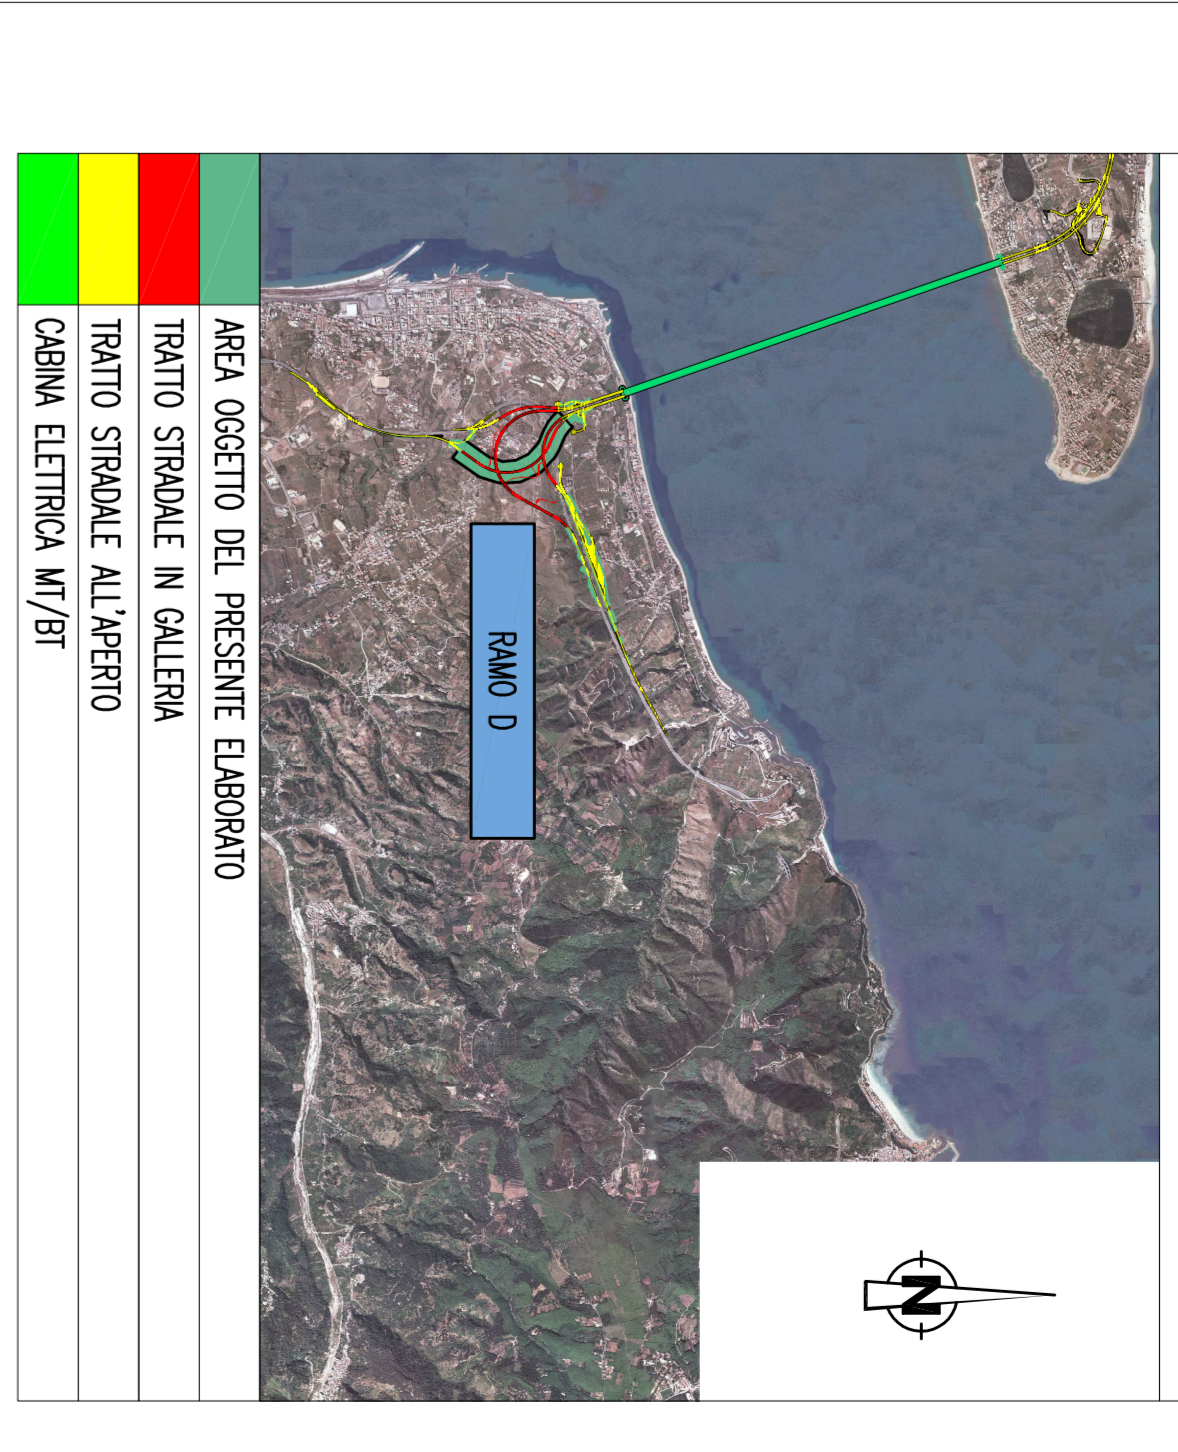 N
RAMO D
AREA OGGETTO DEL PRESENTE ELABORATO
TRATTO STRADALE IN GALLERIA
TRATTO STRADALE ALL'APERTO
CABINA ELETTRICA MT/BT